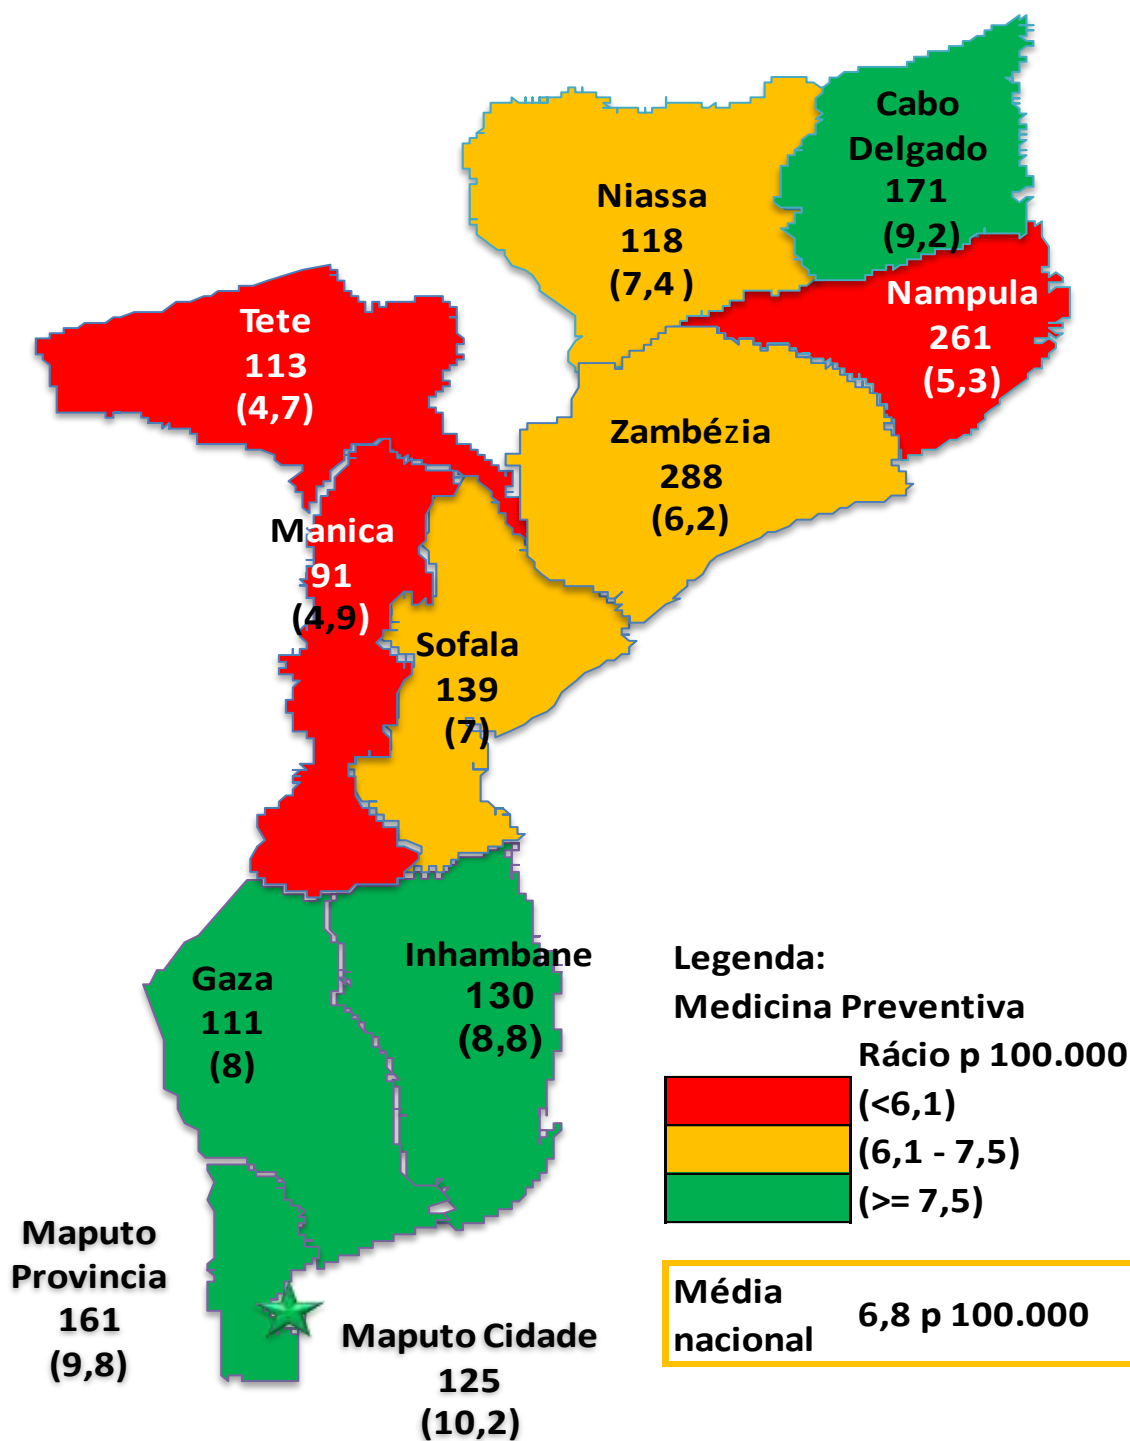 Cabo
Delgado
171
(9,2)
Niassa
118
(7,4 )
Nampula
261
(5,3)
Tete
113
(4,7)
Zambézia
288
(6,2)
Manica
91
(4,9)
Sofala
139
(7)
Inhambane
130
(8,8)
Gaza
111
(8)
Maputo
Provincia
161
(9,8)
Maputo Cidade
125
(10,2)
Legenda:
Medicina Preventiva
Rácio p 100.000
(<6,1)
(6,1 - 7,5)
(>= 7,5)
Média
nacional
6,8 p 100.000